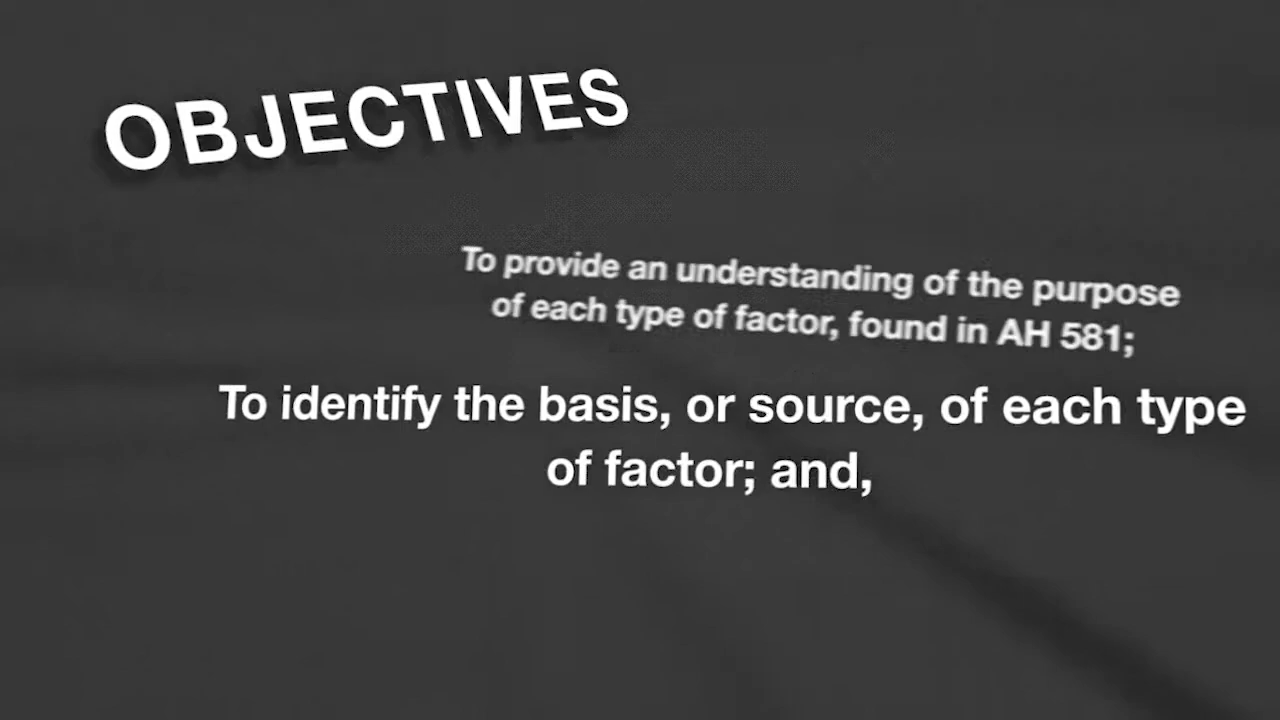 OBJECTIVES
To provide an understanding of the purpose
of each type of factor, found in AH 581;
To identify the basis, or source, of each type
of factor; and,